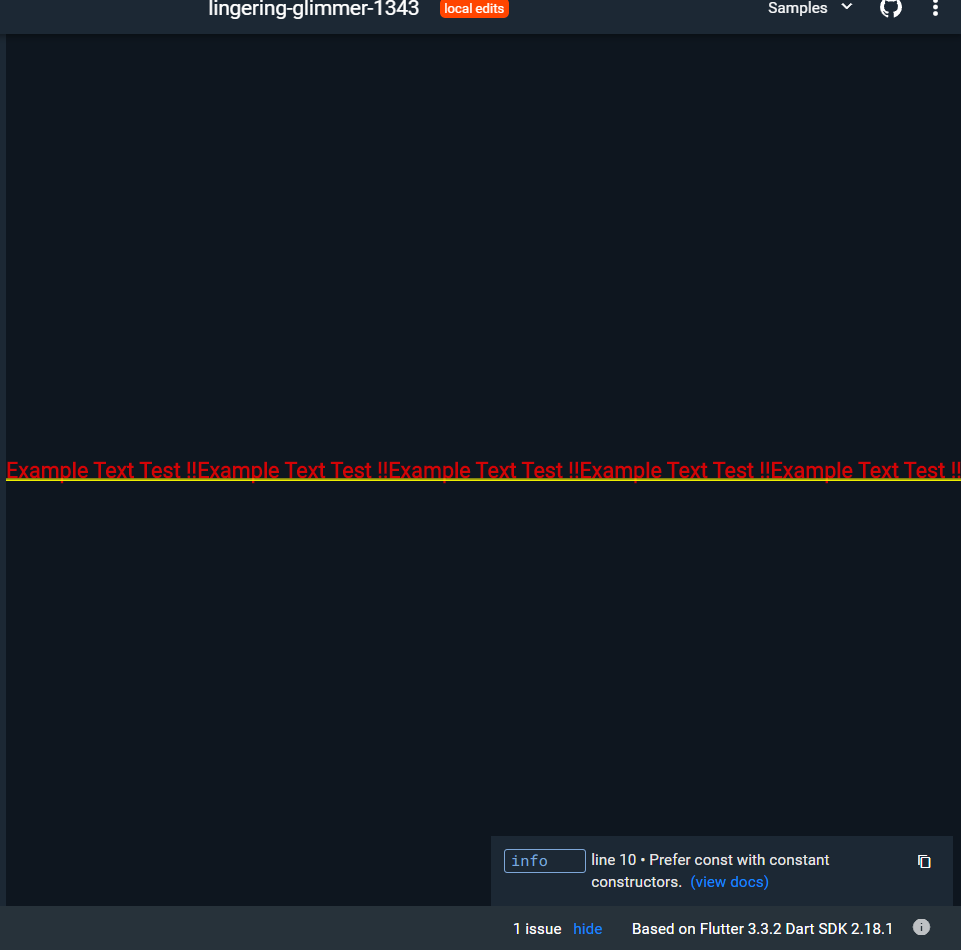 lingering-glimmer-1343 local edits Samples
Example Text Test !!Example Text Test !!Example Text Test !!Example Text Test !!Example Text Test !!
info line 10 • Prefer const with constant
constructors. (view docs)
1 issue hide Based on Flutter 3.3.2 Dart SDK 2.18.1